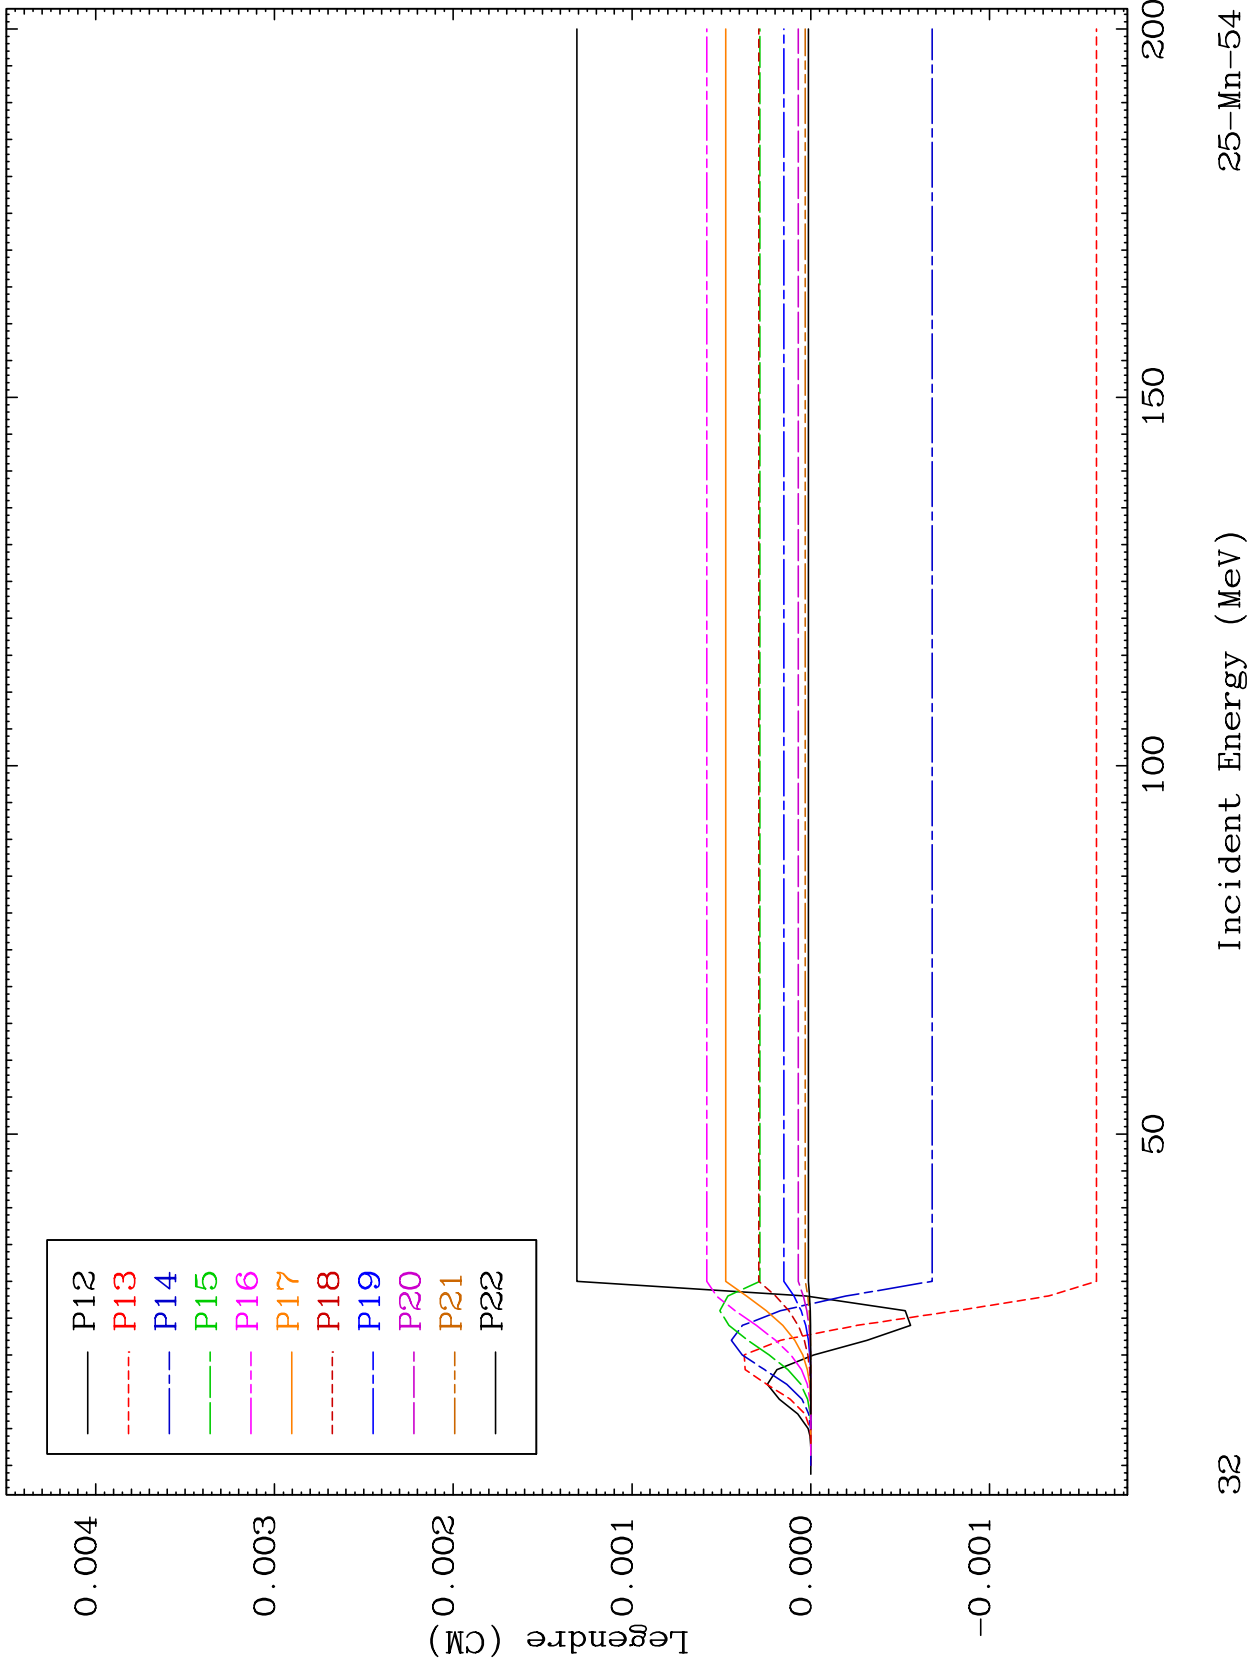 0.004
0.003
0.002
0.001
0.000
-0.001
Legendre (CM)
P12
P13
P14
P15
P16
P17
P18
P19
P20
P21
P22
50
100
150
200
Incident Energy (MeV)
32
25-Mn-54